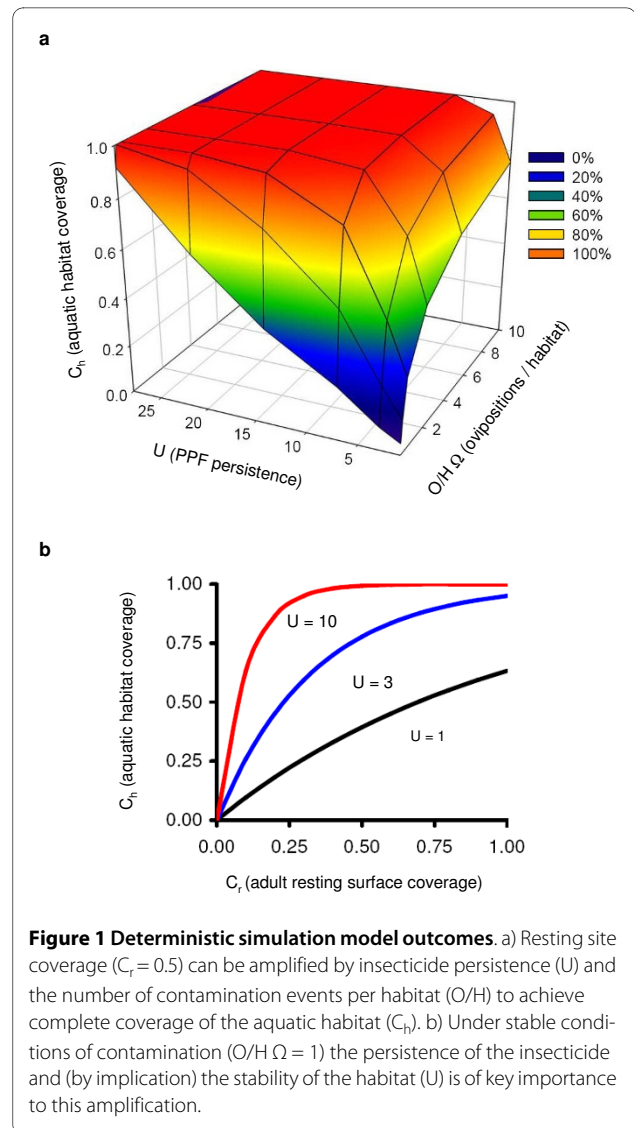 a
1.0
0.8
0.6
0.4
0.2
0.0
C_h (aquatic habitat coverage)
25
20
15
10
5
U (PPF persistence)
2
4
6
8
10
O/H Ω (ovipositions / habitat)
0%
20%
40%
60%
80%
100%
b
1.00
0.75
0.50
0.25
0.00
C_h (aquatic habitat coverage)
U = 10
U = 3
U = 1
0.00 0.25 0.50 0.75 1.00
C_r (adult resting surface coverage)
Figure 1 Deterministic simulation model outcomes. a) Resting site
coverage (C_r = 0.5) can be amplified by insecticide persistence (U) and
the number of contamination events per habitat (O/H) to achieve
complete coverage of the aquatic habitat (C_h). b) Under stable condi-
tions of contamination (O/H Ω = 1) the persistence of the insecticide
and (by implication) the stability of the habitat (U) is of key importance
to this amplification.